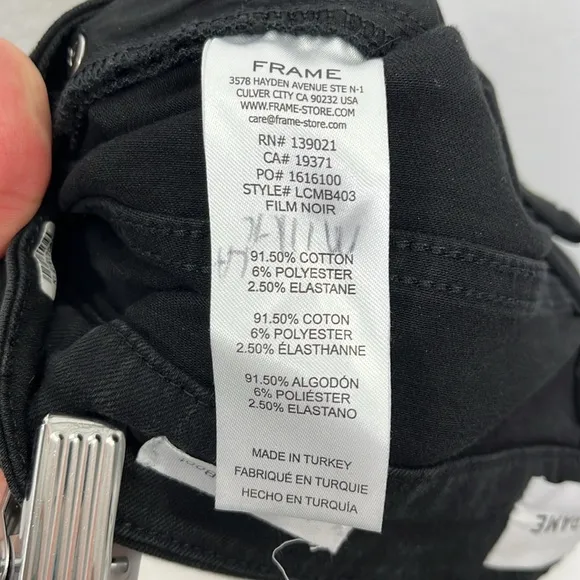 FRAME
3578 HAYDEN AVENUE STE N-1
CULVER CITY CA 90232 USA
WWW.FRAME-STORE.COM
care@frame-store.com
RN# 139021
CA# 19371
PO# 1616100
STYLE# LCMB403
FILM NOIR
91.50% COTTON
6% POLYESTER
2.50% ELASTANE
91.50% COTON
6% POLYESTER
2.50% ÉLASTHANNE
91.50% ALGODÓN
6% POLIÉSTER
2.50% ELASTANO
MADE IN TURKEY
FABRIQUÉ EN TURQUIE
HECHO EN TURQUÍA
Boot
RAME